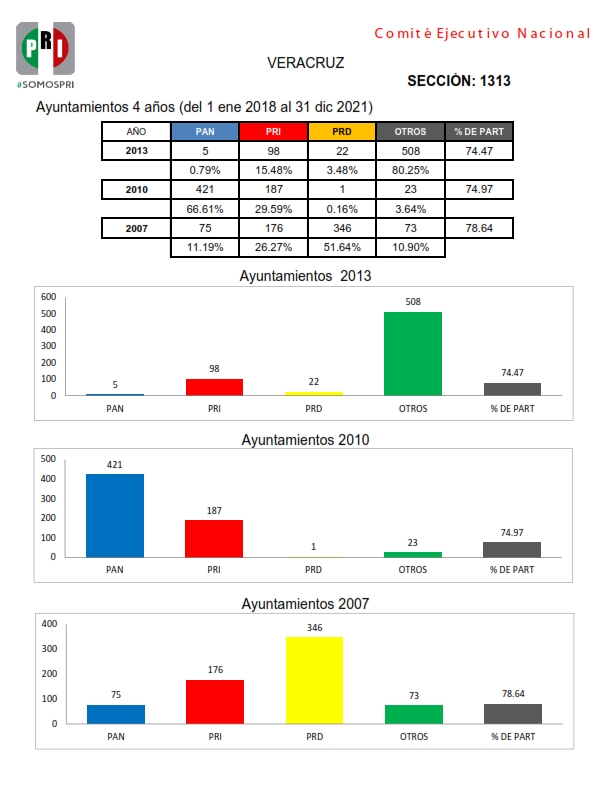 Comité Ejecutivo Nacional
PRI
#SOMOSPRI
VERACRUZ
SECCIÓN: 1313
Ayuntamientos 4 años (del 1 ene 2018 al 31 dic 2021)
AÑO PAN PRI PRD OTROS % DE PART
2013 5 98 22 508 74.47
0.79% 15.48% 3.48% 80.25%
2010 421 187 1 23 74.97
66.61% 29.59% 0.16% 3.64%
2007 75 176 346 73 78.64
11.19% 26.27% 51.64% 10.90%
Ayuntamientos 2013
600
500
400
300
200
100
0
5 98 22 508 74.47
PAN PRI PRD OTROS % DE PART
Ayuntamientos 2010
500
400
300
200
100
0
421 187 1 23 74.97
PAN PRI PRD OTROS % DE PART
Ayuntamientos 2007
400
300
200
100
0
75 176 346 73 78.64
PAN PRI PRD OTROS % DE PART